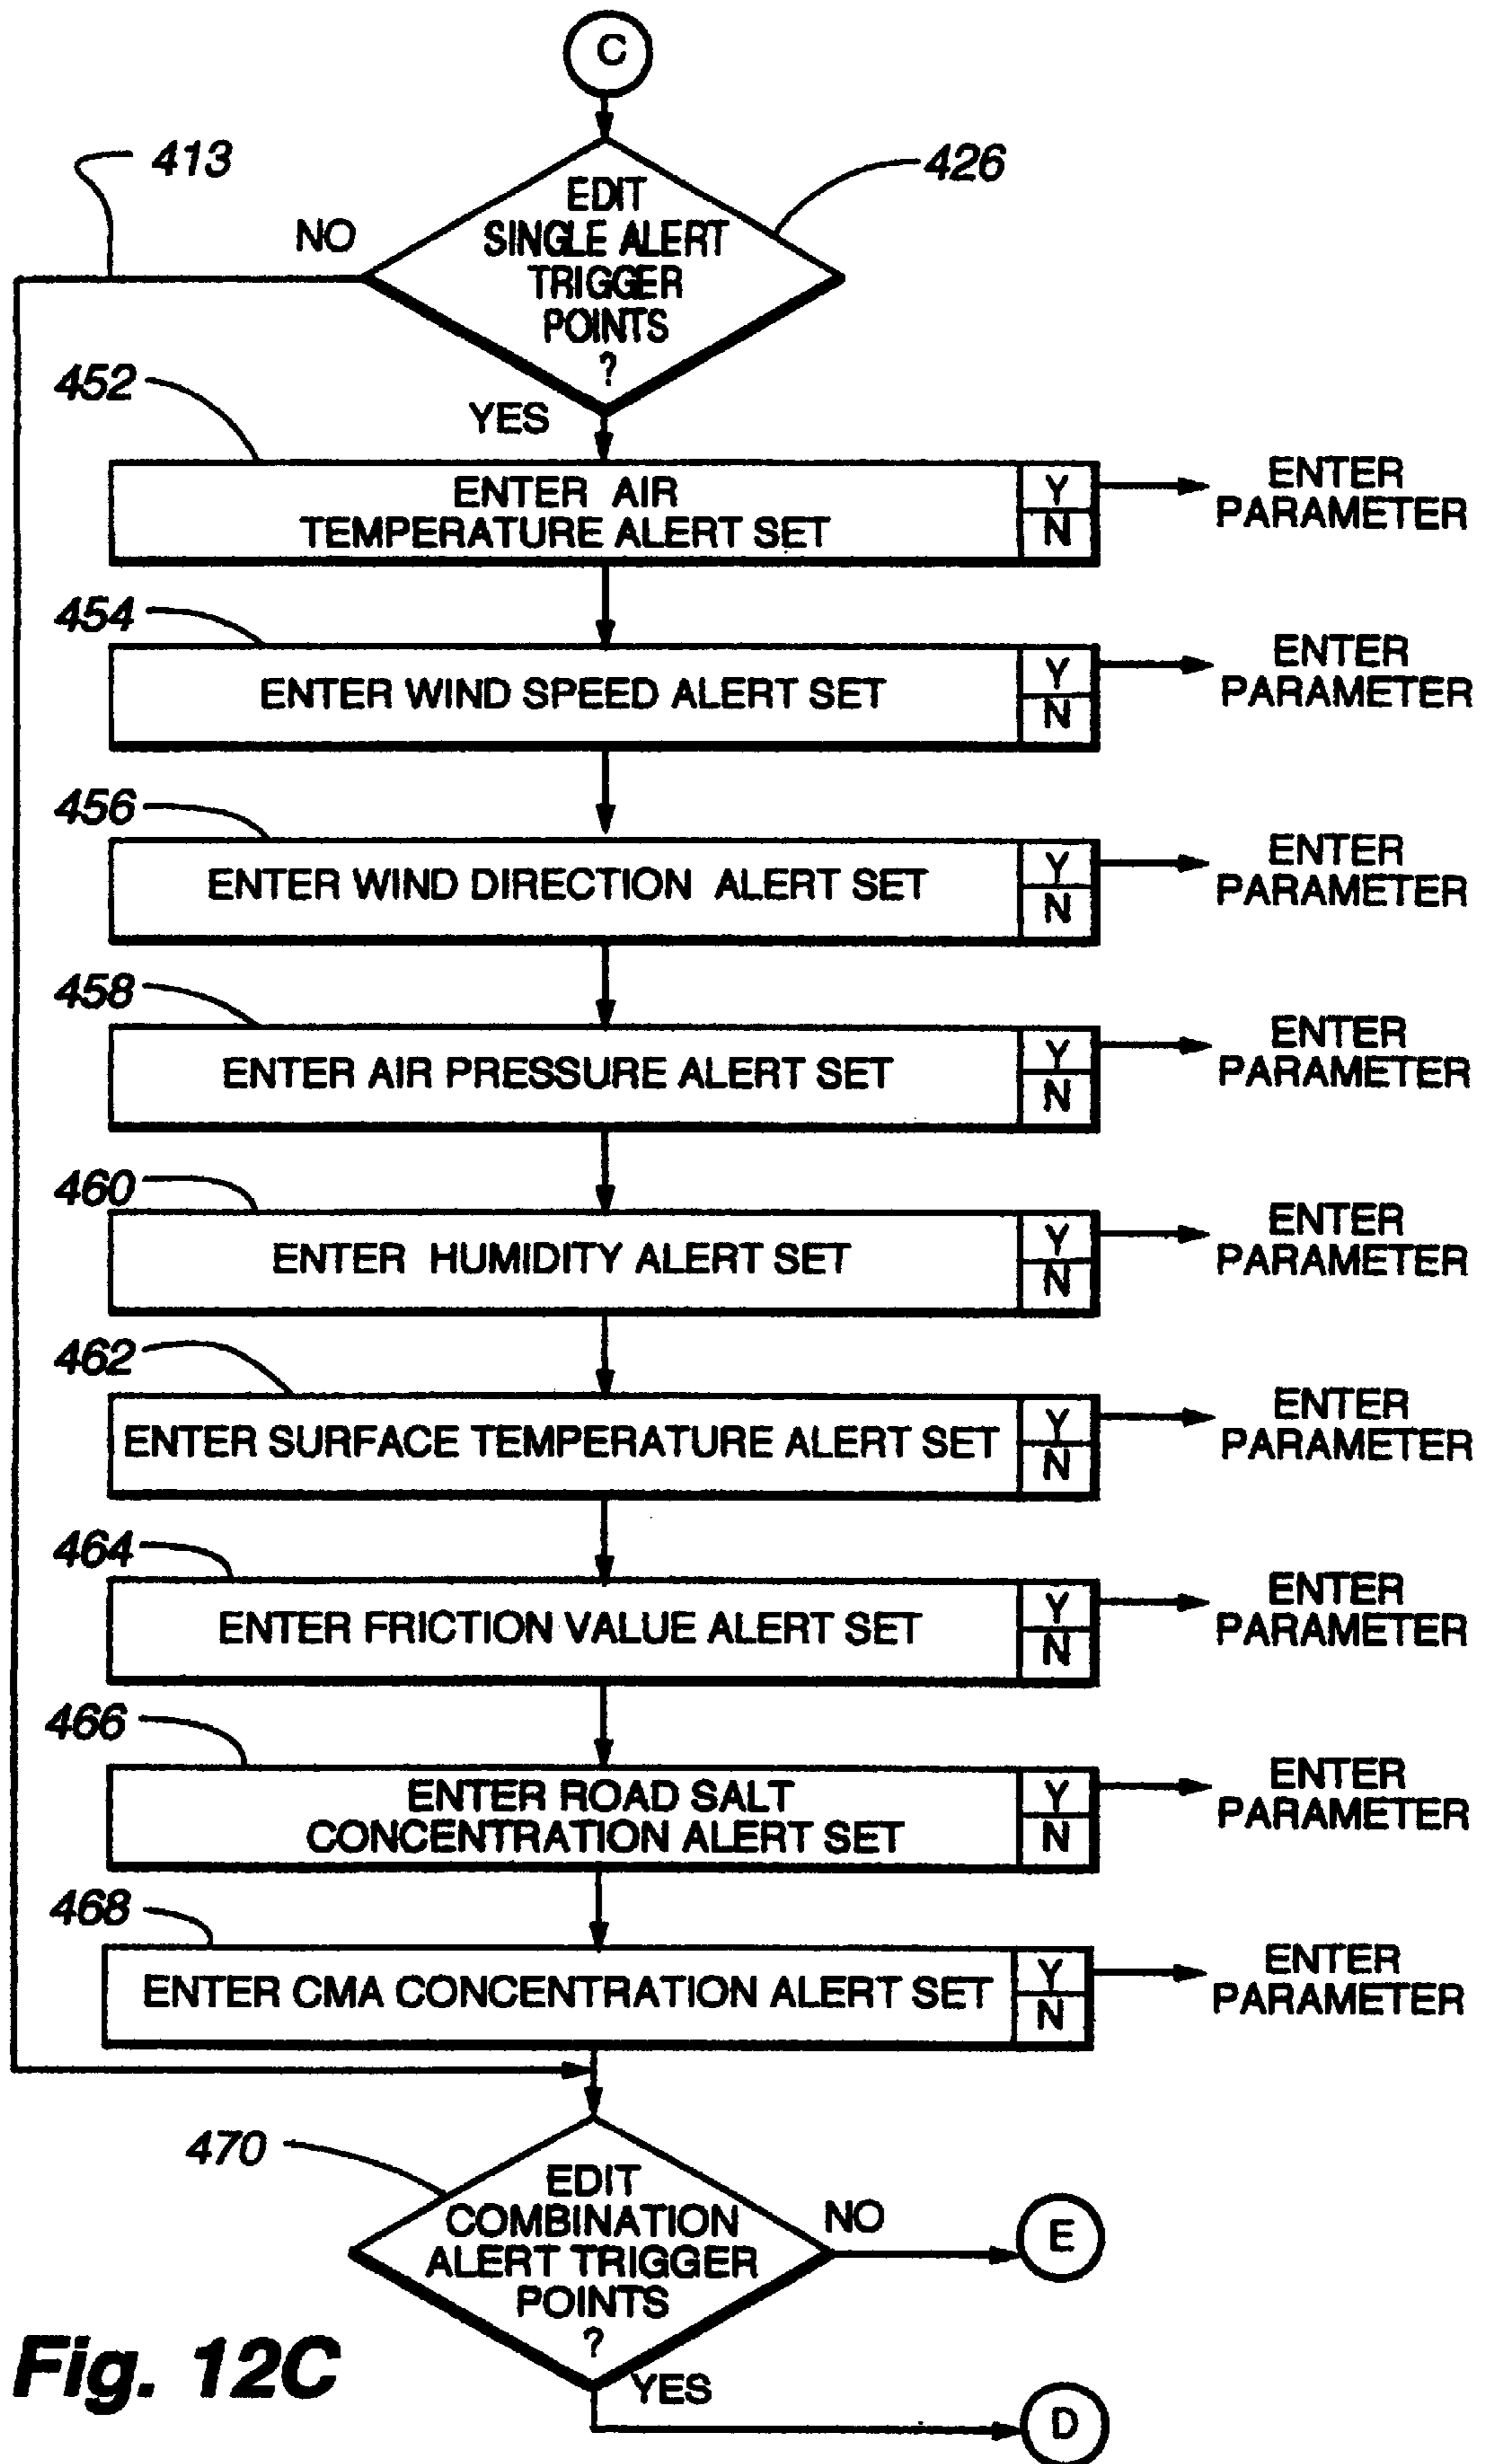 C
413
426
EDIT
SINGLE ALERT
TRIGGER
POINTS
?
NO
YES
452
ENTER AIR
TEMPERATURE ALERT SET
Y
N
ENTER
PARAMETER
454
ENTER WIND SPEED ALERT SET
Y
N
ENTER
PARAMETER
456
ENTER WIND DIRECTION ALERT SET
Y
N
ENTER
PARAMETER
458
ENTER AIR PRESSURE ALERT SET
Y
N
ENTER
PARAMETER
460
ENTER HUMIDITY ALERT SET
Y
N
ENTER
PARAMETER
462
ENTER SURFACE TEMPERATURE ALERT SET
Y
N
ENTER
PARAMETER
464
ENTER FRICTION VALUE ALERT SET
Y
N
ENTER
PARAMETER
466
ENTER ROAD SALT
CONCENTRATION ALERT SET
Y
N
ENTER
PARAMETER
468
ENTER CMA CONCENTRATION ALERT SET
Y
N
ENTER
PARAMETER
470
EDIT
COMBINATION
ALERT TRIGGER
POINTS
?
NO
E
YES
D
Fig. 12C